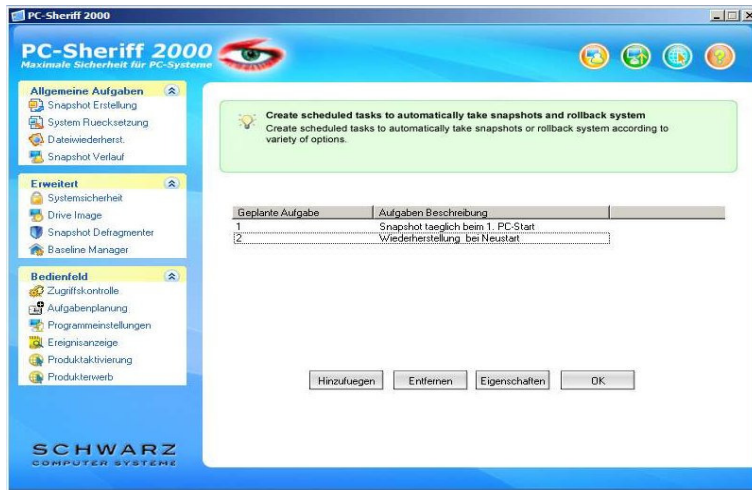 PC-Sheriff 2000
PC-Sheriff 2000
Maximale Sicherheit für PC-Systeme
Allgemeine Aufgaben
Snapshot Erstellung
System Ruecksetzung
Dateiwiederherst.
Snapshot Verlauf
Erweitert
Systemsicherheit
Drive Image
Snapshot Defragmenter
Baseline Manager
Bedienfeld
Zugriffskontrolle
Aufgabenplanung
Programmeinstellungen
Ereignisanzeige
Produktaktivierung
Produkterwerb
SCHWARZ
COMPUTER SYSTEME
Create scheduled tasks to automatically take snapshots and rollback system
Create scheduled tasks to automatically take snapshots or rollback system according to
variety of options.
Geplante Aufgabe Aufgaben Beschreibung
1 Snapshot taeglich beim 1. PC-Start
2 Wiederherstellung bei Neustart
Hinzufuegen Entfernen Eigenschaften OK